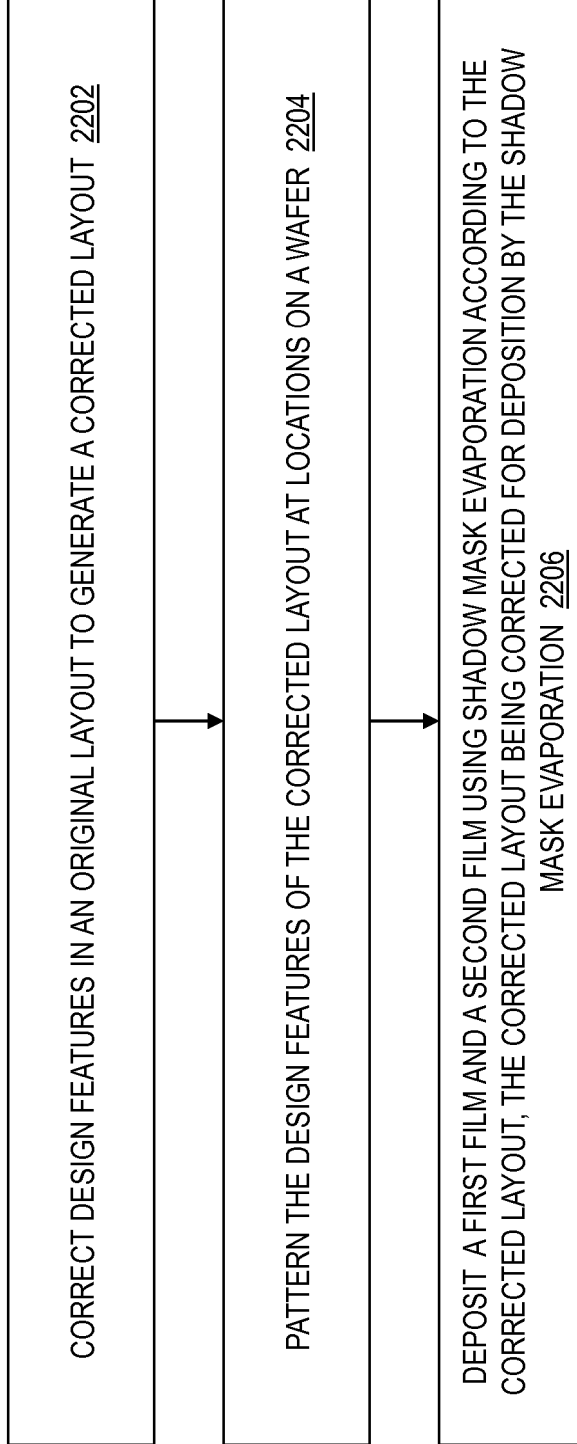 CORRECT DESIGN FEATURES IN AN ORIGINAL LAYOUT TO GENERATE A CORRECTED LAYOUT 2202
PATTERN THE DESIGN FEATURES OF THE CORRECTED LAYOUT AT LOCATIONS ON A WAFER 2204
DEPOSIT A FIRST FILM AND A SECOND FILM USING SHADOW MASK EVAPORATION ACCORDING TO THE
CORRECTED LAYOUT, THE CORRECTED LAYOUT BEING CORRECTED FOR DEPOSITION BY THE SHADOW
MASK EVAPORATION 2206